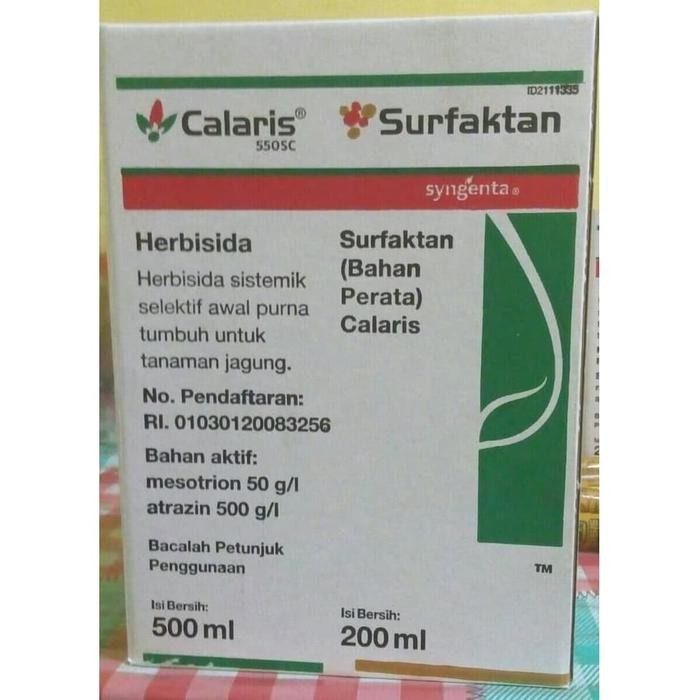 ID2111335
Calaris®
550SC
Surfaktan
syngenta®
Herbisida
Herbisida sistemik
selektif awal purna
tumbuh untuk
tanaman jagung.
No. Pendaftaran:
RI. 01030120083256
Bahan aktif:
mesotrion 50 g/l
atrazin 500 g/l
Bacalah Petunjuk
Penggunaan
Isi Bersih:
500 ml
Surfaktan
(Bahan
Perata)
Calaris
TM
Isi Bersih:
200 ml